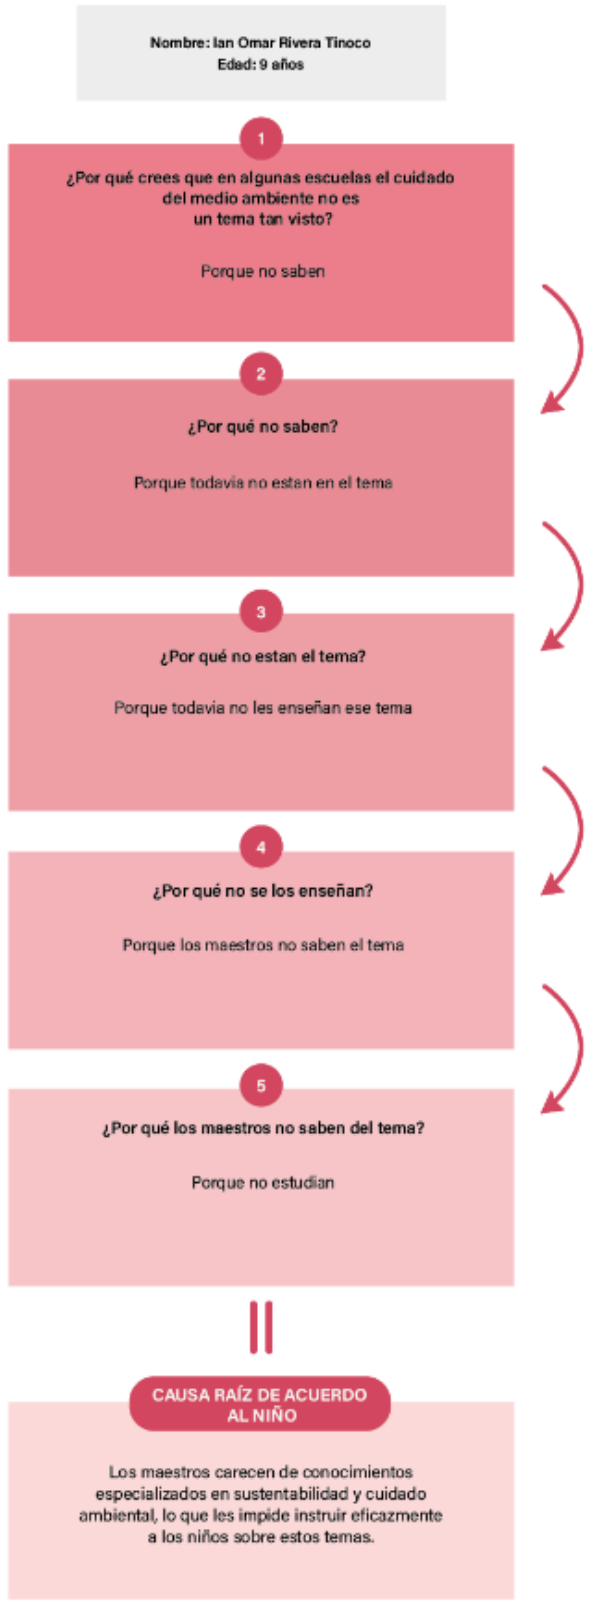 Nombre: Ian Omar Rivera Tinoco
Edad: 9 años
1
¿Por qué crees que en algunas escuelas el cuidado
del medio ambiente no es
un tema tan visto?
Porque no saben
2
¿Por qué no saben?
Porque todavia no estan en el tema
3
¿Por qué no estan el tema?
Porque todavia no les enseñan ese tema
4
¿Por qué no se los enseñan?
Porque los maestros no saben el tema
5
¿Por qué los maestros no saben del tema?
Porque no estudian
CAUSA RAÍZ DE ACUERDO
AL NIÑO
Los maestros carecen de conocimientos
especializados en sustentabilidad y cuidado
ambiental, lo que les impide instruir eficazmente
a los niños sobre estos temas.